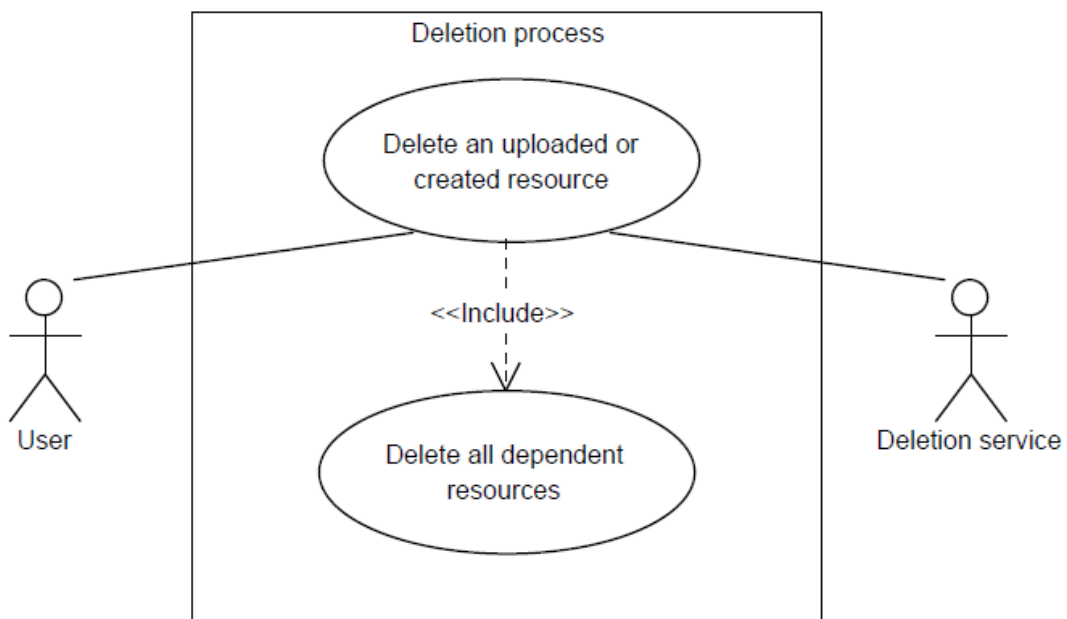 Deletion process
Delete an uploaded or
created resource
<<Include>>
User
Deletion service
Delete all dependent
resources